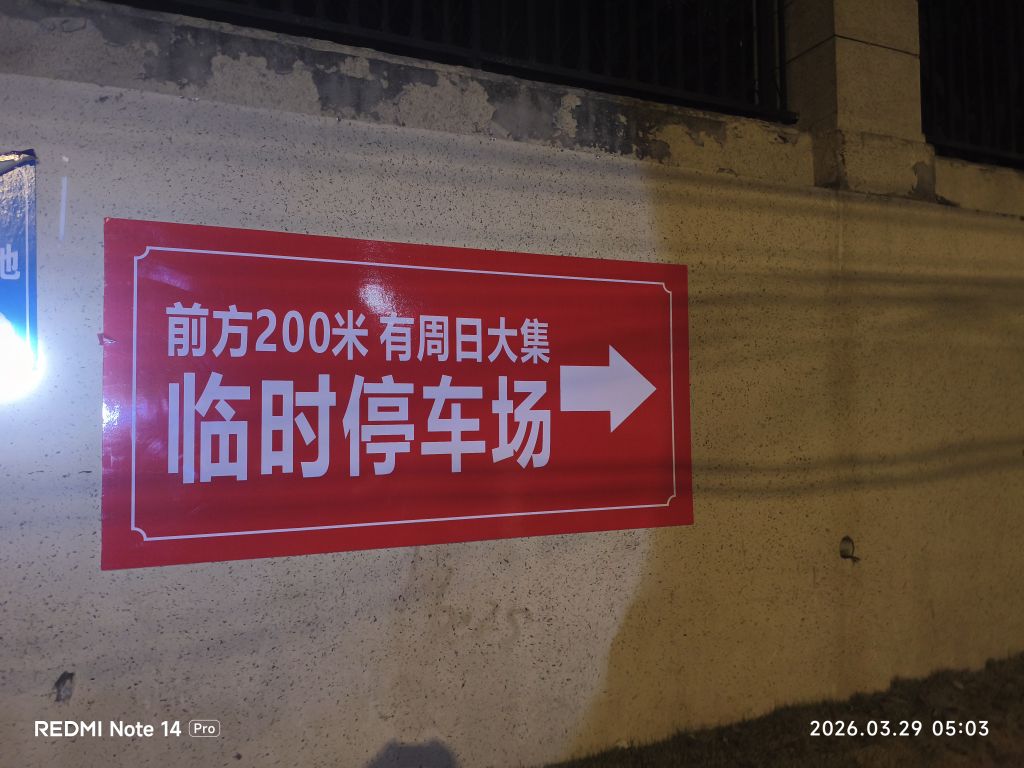 地
前方200米 有周日大集
临时停车场
REDMI Note 14 Pro
2026.03.29 05:03